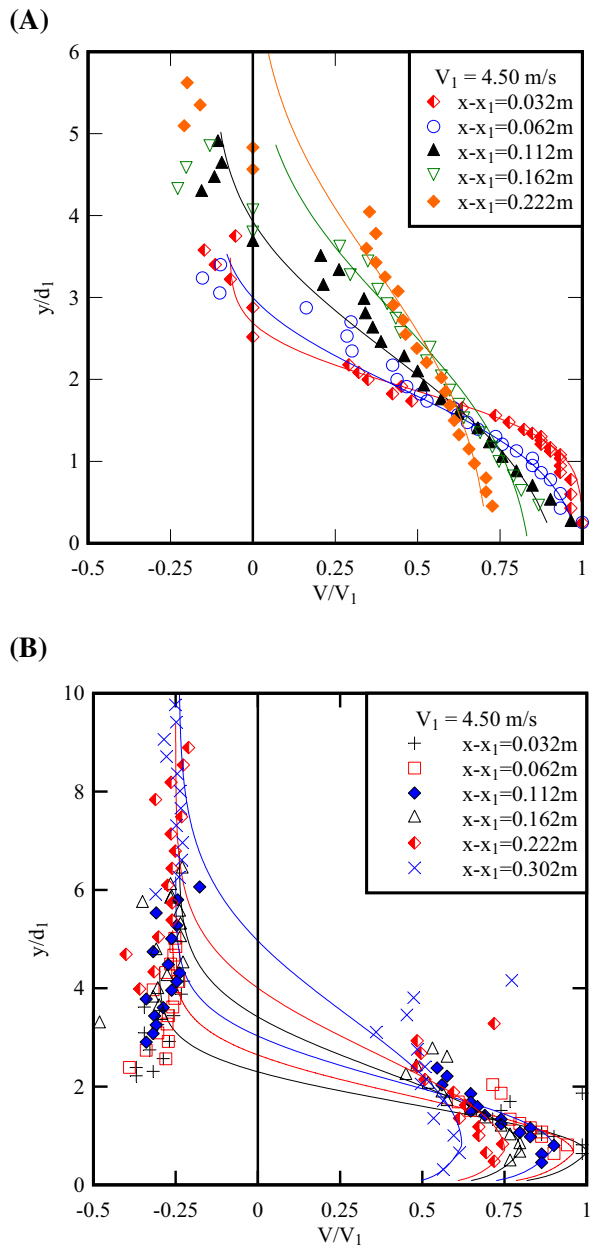 (A)
6
5
4
3
2
1
0
y/d1
V1 = 4.50 m/s
x-x1=0.032m
x-x1=0.062m
x-x1=0.112m
x-x1=0.162m
x-x1=0.222m
-0.5 -0.25 0 0.25 0.5 0.75 1
V/V1
(B)
10
8
6
4
2
0
y/d1
V1 = 4.50 m/s
x-x1=0.032m
x-x1=0.062m
x-x1=0.112m
x-x1=0.162m
x-x1=0.222m
x-x1=0.302m
-0.5 -0.25 0 0.25 0.5 0.75 1
V/V1